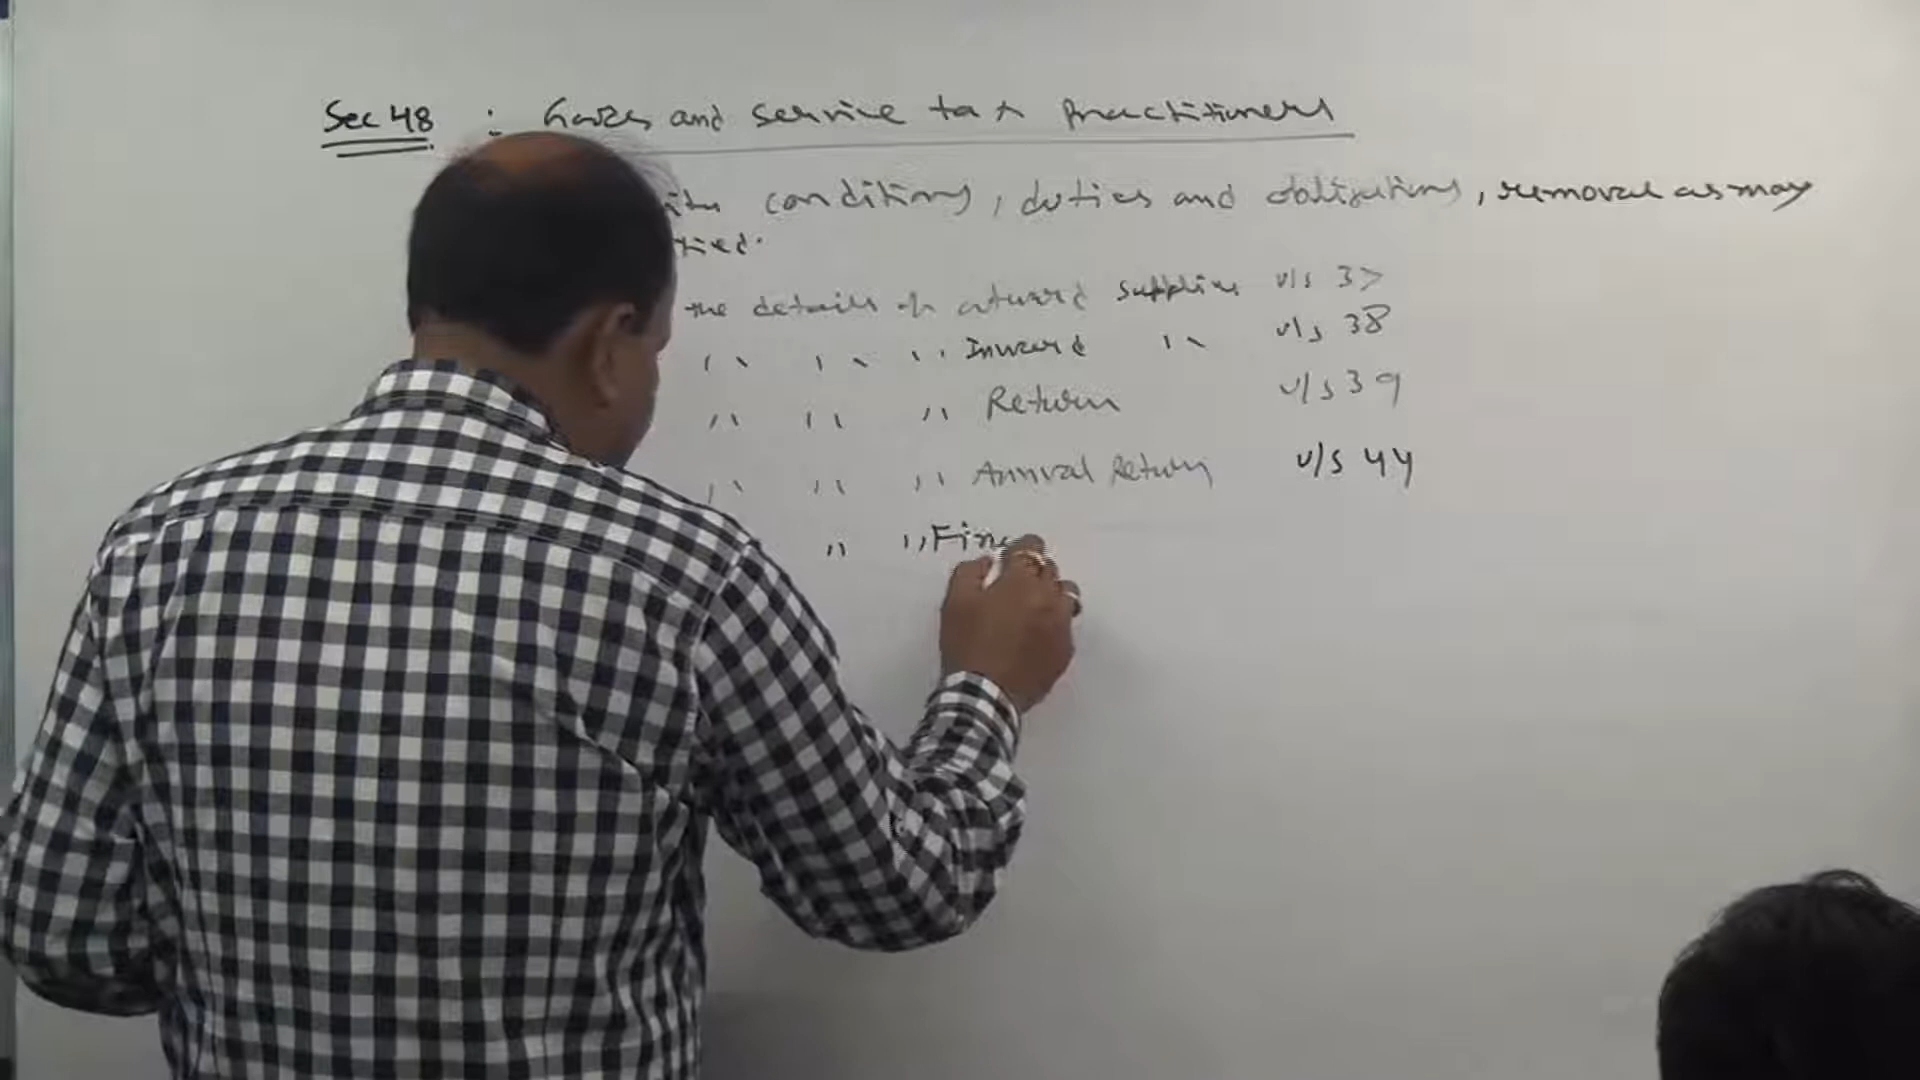 Sec 48 : Goods and service tax Practitioners
conditions, duties and obligations, removal as may
the details of outward supplies u/s 37
" " " Inward " u/s 38
" " " Return u/s 39
" " " Annual Return u/s 44
" "